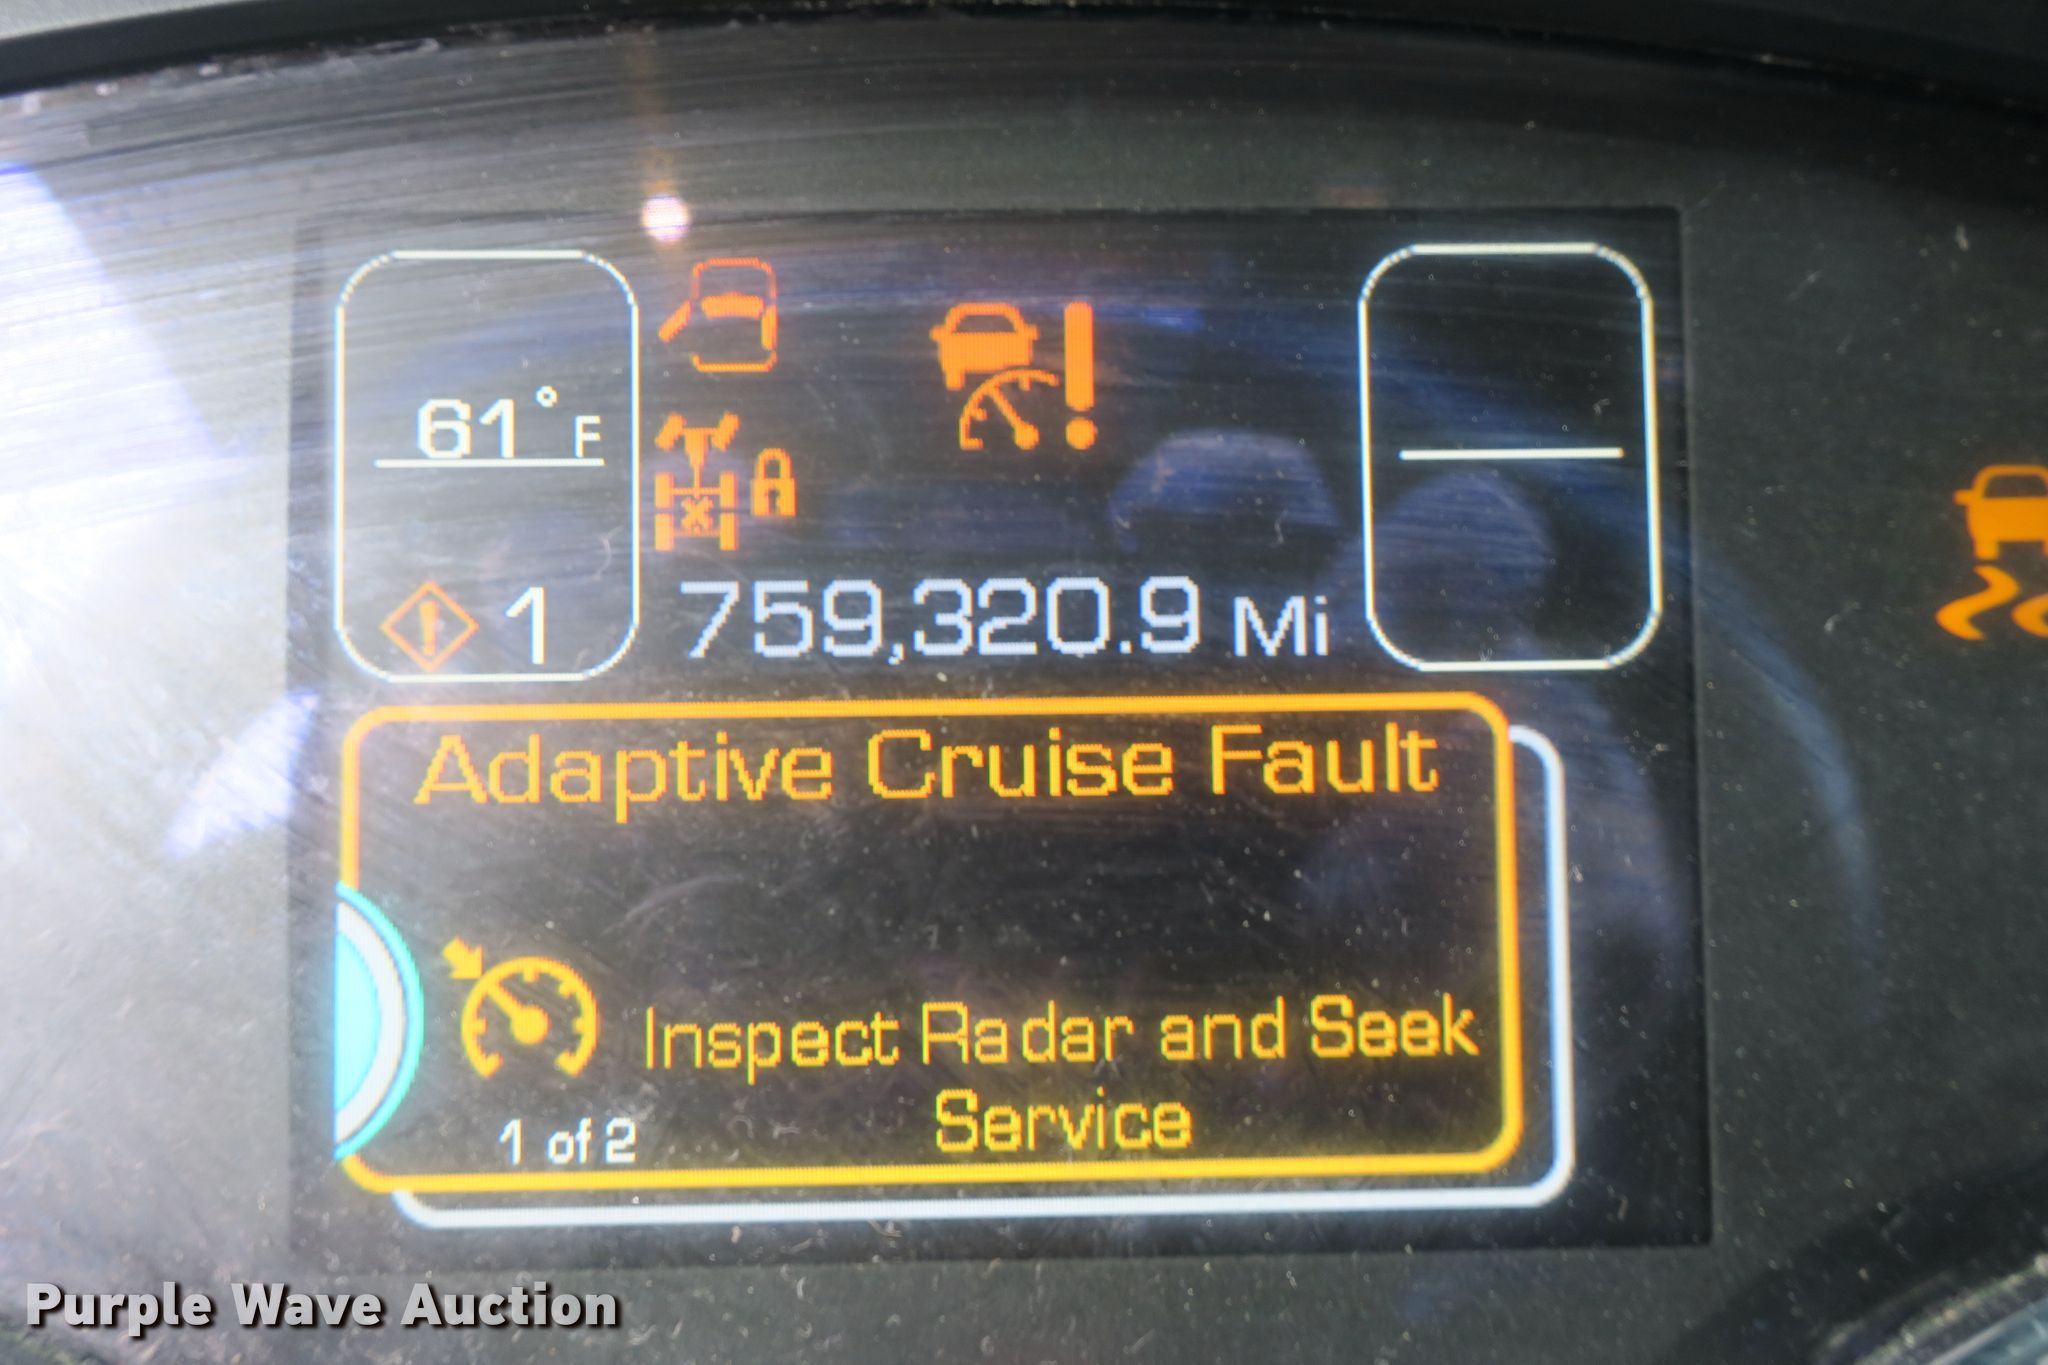 61°F
1
759,320.9 Mi
Adaptive Cruise Fault
Inspect Radar and Seek
Service
1 of 2
Purple Wave Auction